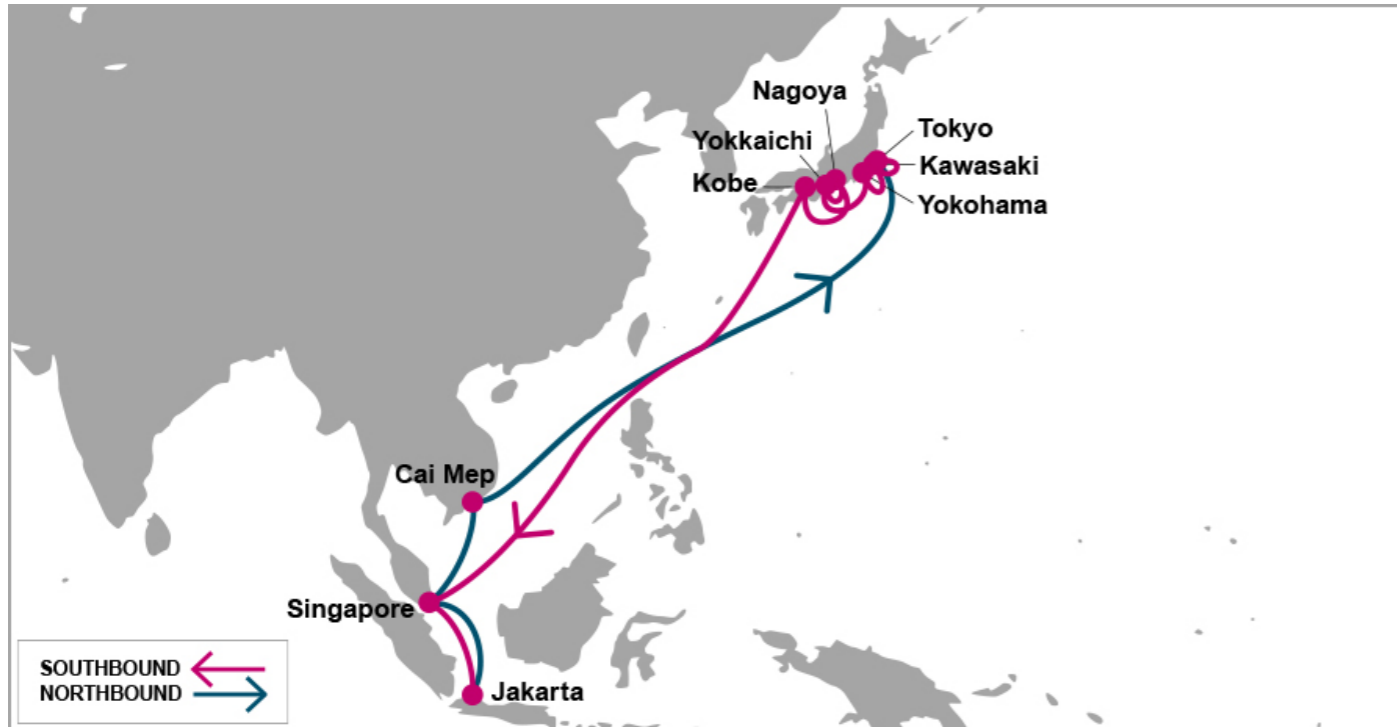 Nagoya
Tokyo
Yokkaichi
Kawasaki
Kobe
Yokohama
Cai Mep
Singapore
SOUTHBOUND
NORTHBOUND
Jakarta